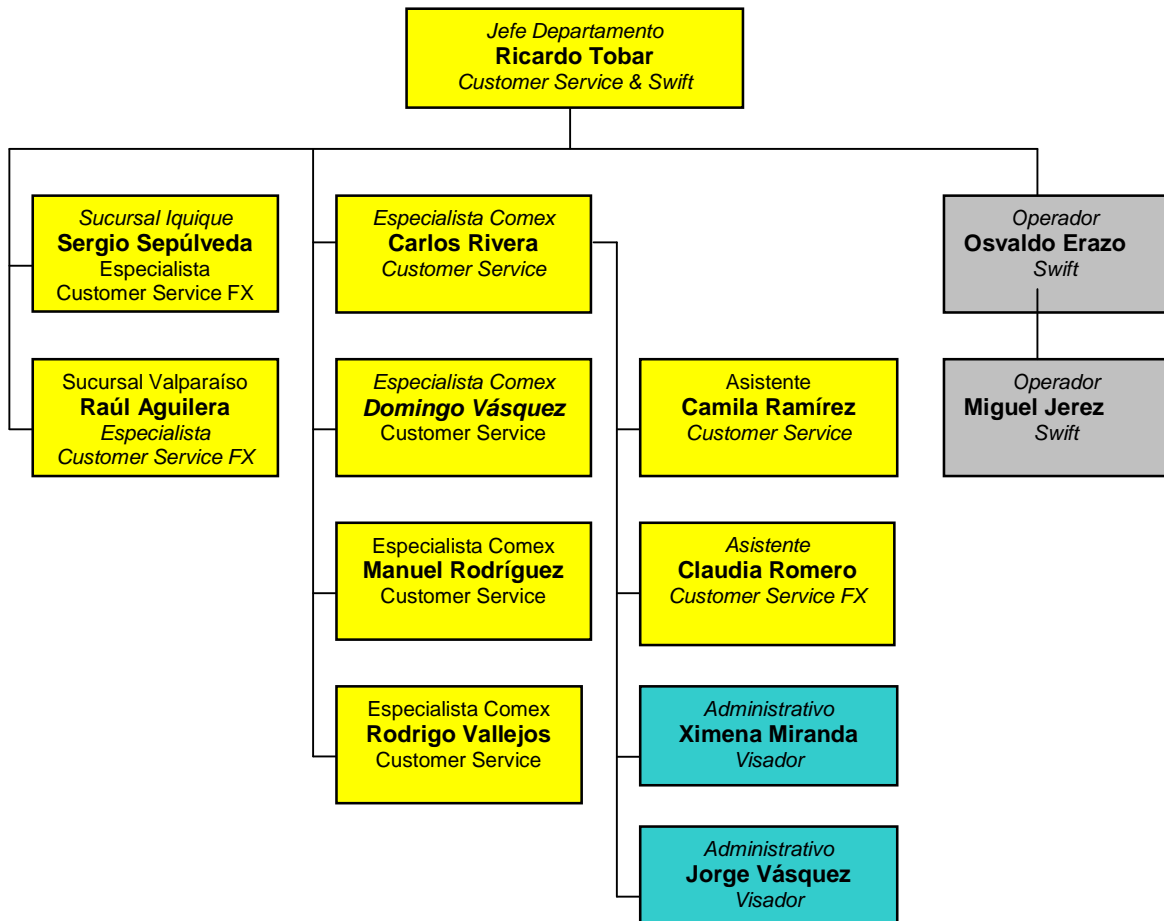 Jefe Departamento
Ricardo Tobar
Customer Service & Swift
Sucursal Iquique
Sergio Sepúlveda
Especialista
Customer Service FX
Especialista Comex
Carlos Rivera
Customer Service
Operador
Osvaldo Erazo
Swift
Sucursal Valparaíso
Raúl Aguilera
Especialista
Customer Service FX
Especialista Comex
Domingo Vásquez
Customer Service
Asistente
Camila Ramírez
Customer Service
Operador
Miguel Jerez
Swift
Especialista Comex
Manuel Rodríguez
Customer Service
Asistente
Claudia Romero
Customer Service FX
Especialista Comex
Rodrigo Vallejos
Customer Service
Administrativo
Ximena Miranda
Visador
Administrativo
Jorge Vásquez
Visador